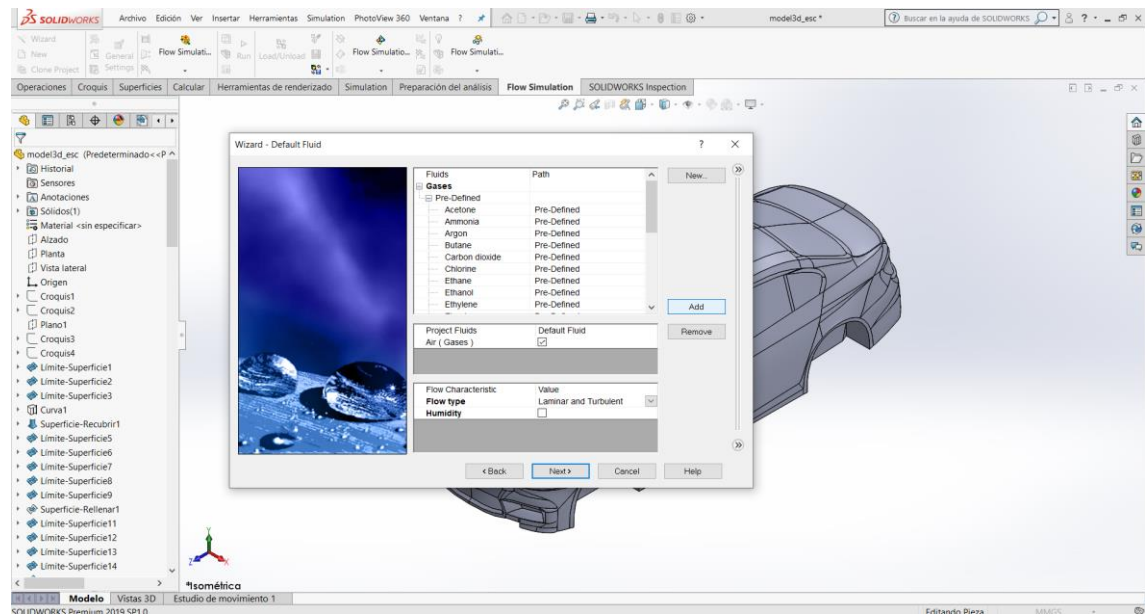 SOLIDWORKS Archivo Edición Ver Insertar Herramientas Simulation PhotoView 360 Ventana ? model3d_esc * Buscar en la ayuda de SOLIDWORKS
Wizard
New
Clone Project
General
Settings
Flow Simulati...
Run Load/Unload
Flow Simulatio...
Flow Simulati...
Operaciones Croquis Superficies Calcular Herramientas de renderizado Simulation Preparación del análisis Flow Simulation SOLIDWORKS Inspection
model3d_esc (Predeterminado<<P
Historial
Sensores
Anotaciones
Sólidos(1)
Material <sin especificar>
Alzado
Planta
Vista lateral
Origen
Croquis1
Croquis2
Plano1
Croquis3
Croquis4
Límite-Superficie1
Límite-Superficie2
Límite-Superficie3
Curva1
Superficie-Recubrir1
Límite-Superficie5
Límite-Superficie6
Límite-Superficie7
Límite-Superficie8
Límite-Superficie9
Superficie-Rellenar1
Límite-Superficie11
Límite-Superficie12
Límite-Superficie13
Límite-Superficie14
Wizard - Default Fluid ?
Fluids Path
Gases
Pre-Defined
Acetone Pre-Defined
Ammonia Pre-Defined
Argon Pre-Defined
Butane Pre-Defined
Carbon dioxide Pre-Defined
Chlorine Pre-Defined
Ethane Pre-Defined
Ethanol Pre-Defined
Ethylene Pre-Defined
New...
Add
Remove
Project Fluids Default Fluid
Air ( Gases )
Flow Characteristic Value
Flow type Laminar and Turbulent
Humidity
< Back Next > Cancel Help
Y
Z X
*Isométrica
Modelo Vistas 3D Estudio de movimiento 1
SOLIDWORKS Premium 2019 SP1.0 Editando Pieza MMGS